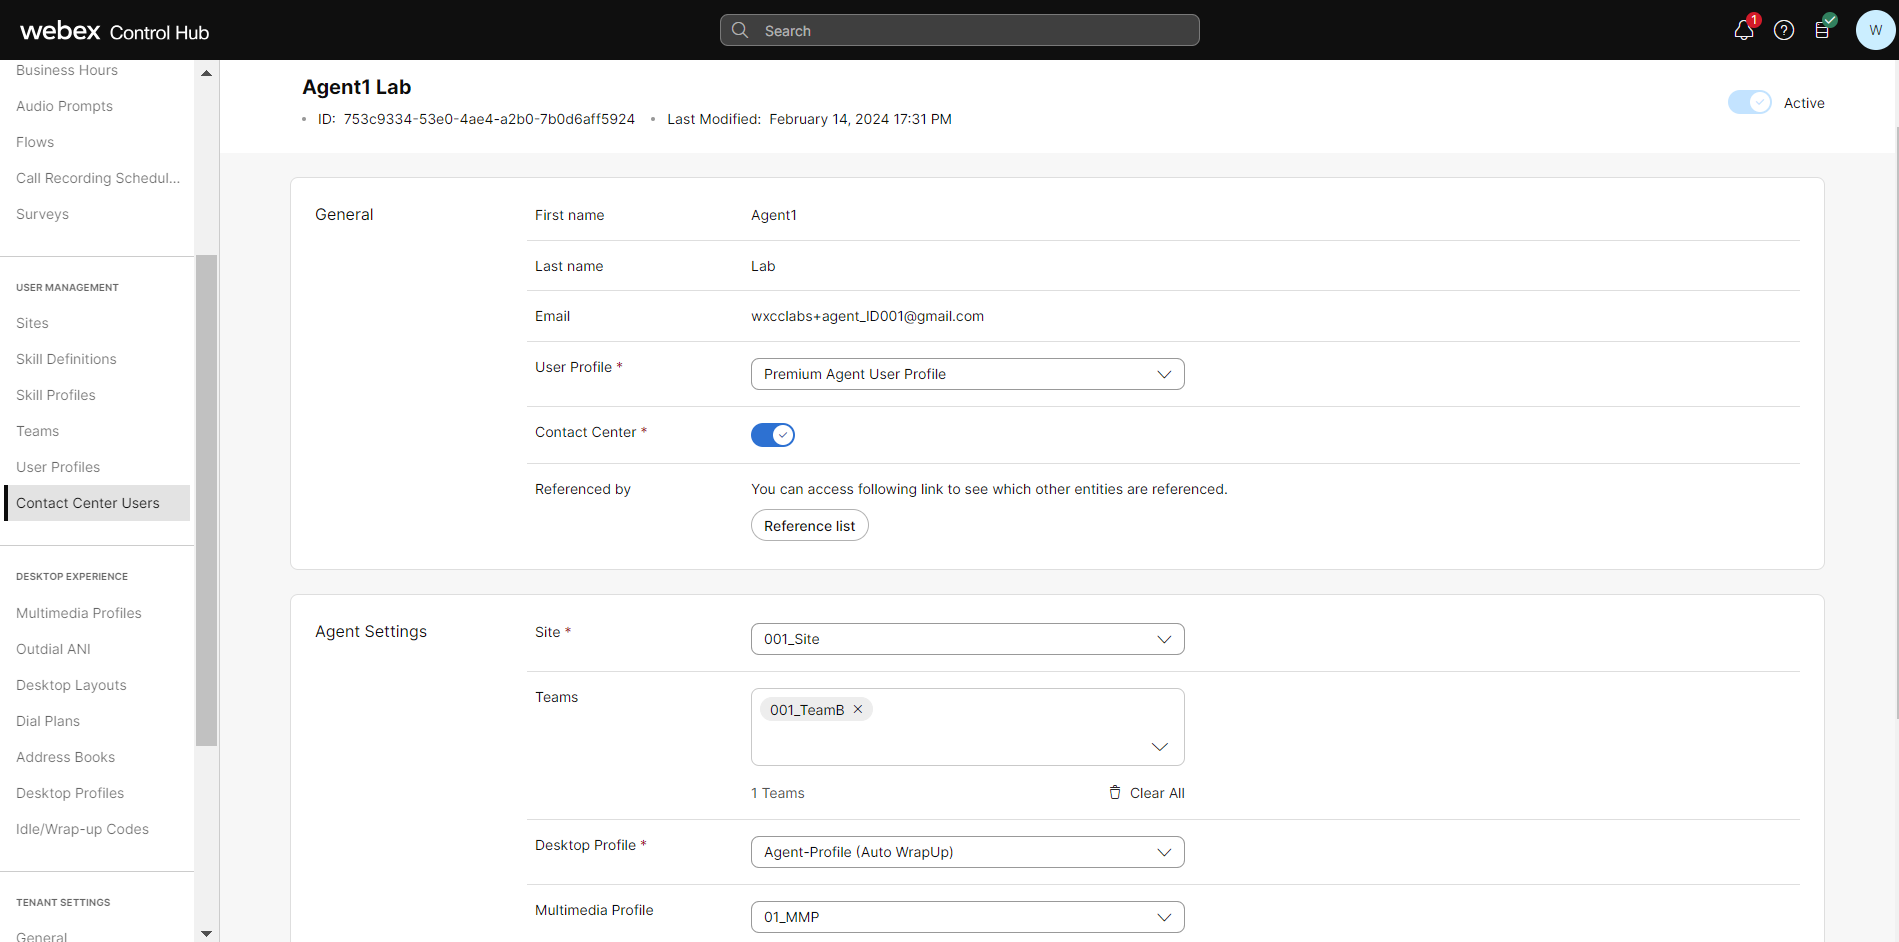 webex Control Hub
Search
1
W
Business Hours
Audio Prompts
Flows
Call Recording Schedul...
Surveys
USER MANAGEMENT
Sites
Skill Definitions
Skill Profiles
Teams
User Profiles
Contact Center Users
DESKTOP EXPERIENCE
Multimedia Profiles
Outdial ANI
Desktop Layouts
Dial Plans
Address Books
Desktop Profiles
Idle/Wrap-up Codes
TENANT SETTINGS
General
Agent1 Lab
• ID: 753c9334-53e0-4ae4-a2b0-7b0d6aff5924 • Last Modified: February 14, 2024 17:31 PM
Active
General
First name Agent1
Last name Lab
Email wxcclabs+agent_ID001@gmail.com
User Profile * Premium Agent User Profile
Contact Center *
Referenced by You can access following link to see which other entities are referenced.
Reference list
Agent Settings
Site * 001_Site
Teams 001_TeamB
1 Teams Clear All
Desktop Profile * Agent-Profile (Auto WrapUp)
Multimedia Profile 01_MMP